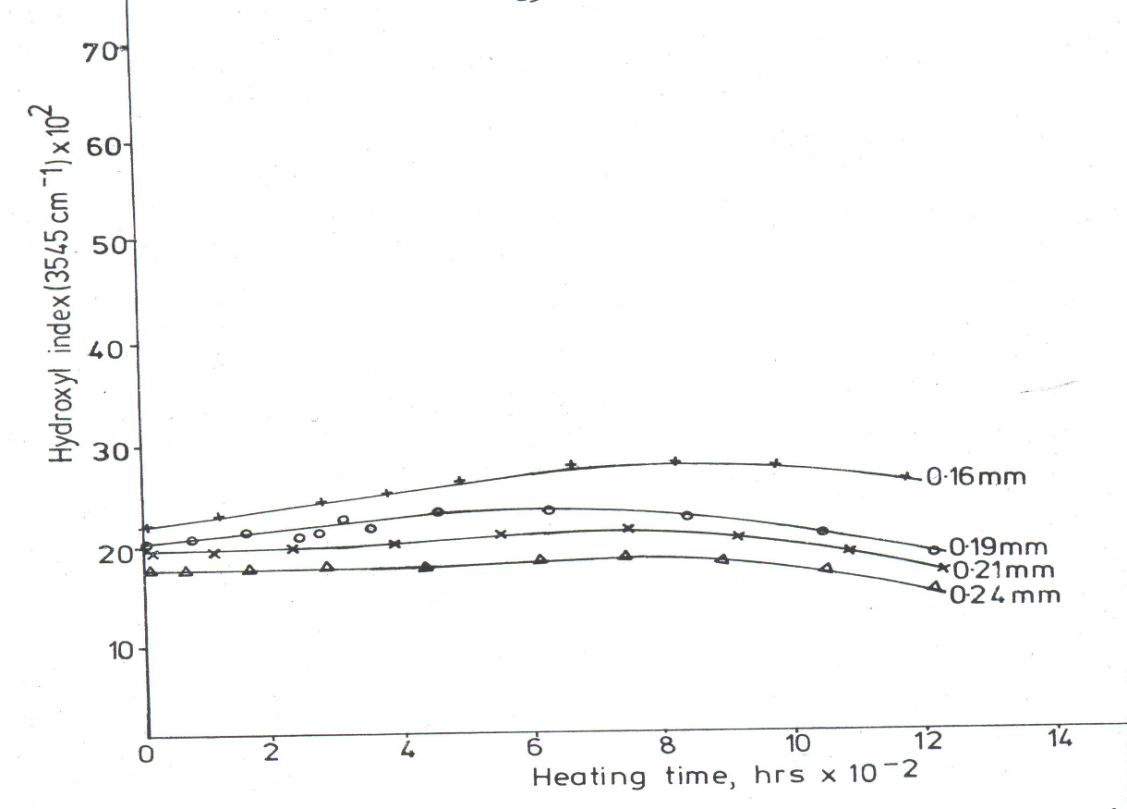 Hydroxyl index (3545 cm⁻¹) x 10²
70
60
50
40
30
20
10
0·16mm
0·19mm
0·21mm
0·24mm
0 2 4 6 8 10 12 14
Heating time, hrs x 10⁻²